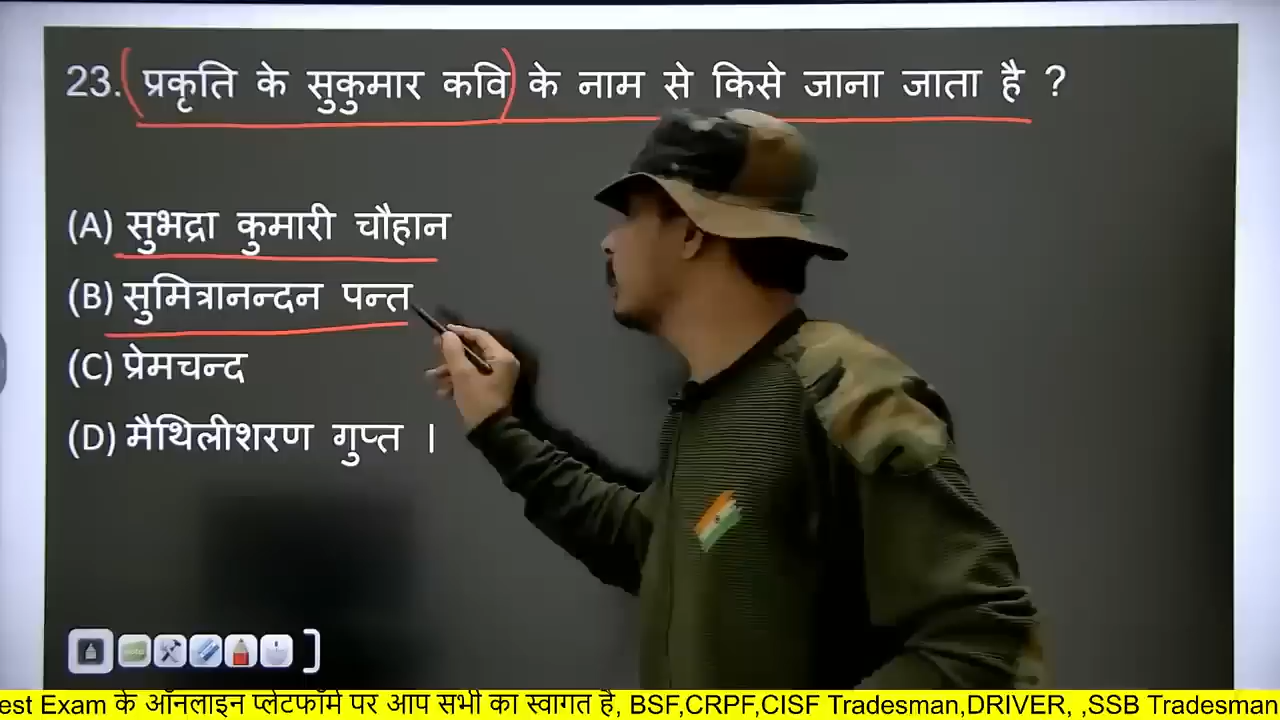 23. प्रकृति के सुकुमार कवि के नाम से किसे जाना जाता है ?
(A) सुभद्रा कुमारी चौहान
(B) सुमित्रानन्दन पन्त
(C) प्रेमचन्द
(D) मैथिलीशरण गुप्त ।
est Exam के ऑनलाइन प्लेटफॉर्म पर आप सभी का स्वागत है, BSF,CRPF,CISF Tradesman,DRIVER, ,SSB Tradesman